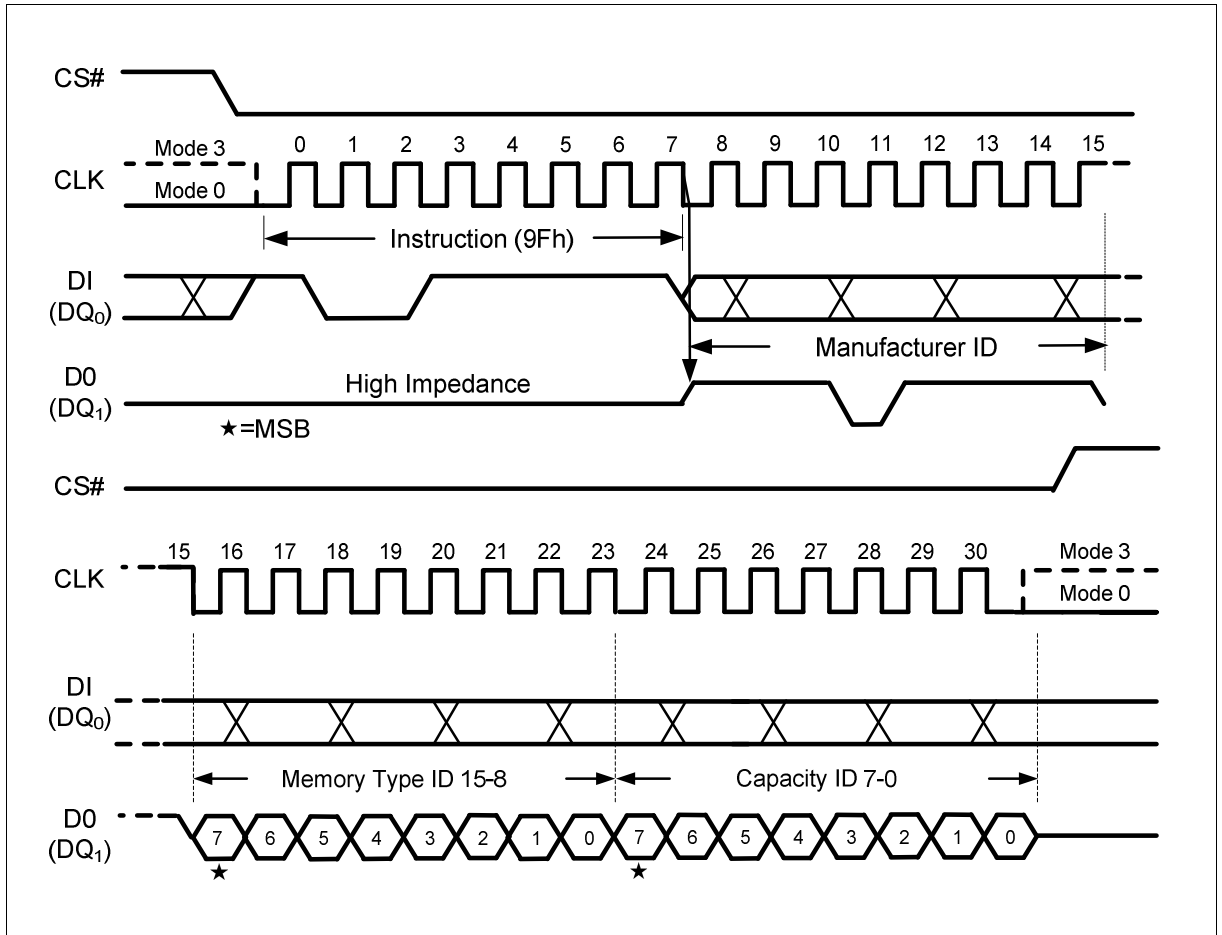 CS#
0 1 2 3 4 5 6 7 8 9 10 11 12 13 14 15
Mode 3
CLK
Mode 0
Instruction (9Fh)
DI
(DQ0)
Manufacturer ID
D0
(DQ1)
High Impedance
★=MSB
CS#
15 16 17 18 19 20 21 22 23 24 25 26 27 28 29 30
Mode 3
CLK
Mode 0
DI
(DQ0)
Memory Type ID 15-8
Capacity ID 7-0
D0
(DQ1)
7 6 5 4 3 2 1 0 7 6 5 4 3 2 1 0
★ ★